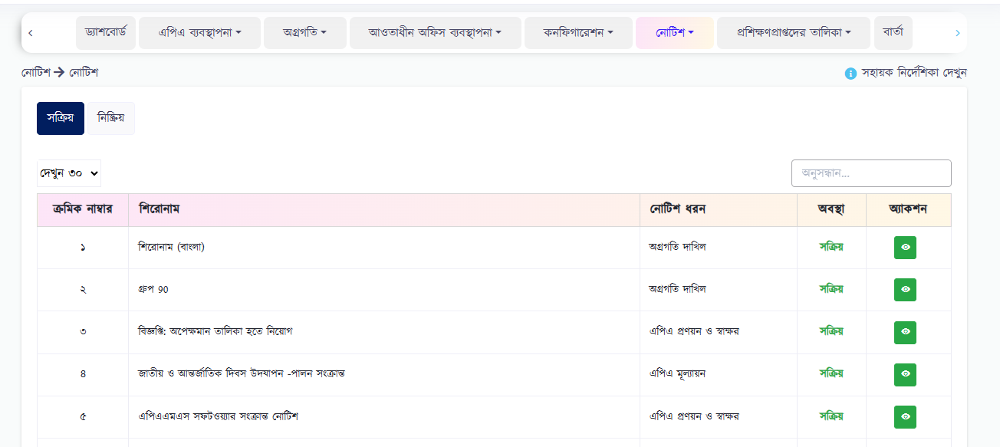 ড্যাশবোর্ড এপিএ ব্যবস্থাপনা অগ্রগতি আওতাধীন অফিস ব্যবস্থাপনা কনফিগারেশন নোটিশ প্রশিক্ষণপ্রাপ্তদের তালিকা বার্তা
নোটিশ → নোটিশ সহায়ক নির্দেশিকা দেখুন
সক্রিয় নিষ্ক্রিয়
দেখুন ৩০ অনুসন্ধান...
ক্রমিক নাম্বার শিরোনাম নোটিশ ধরন অবস্থা অ্যাকশন
১ শিরোনাম (বাংলা) অগ্রগতি দাখিল সক্রিয়
২ গ্রুপ 90 অগ্রগতি দাখিল সক্রিয়
৩ বিজ্ঞপ্তি: অপেক্ষমান তালিকা হতে নিয়োগ এপিএ প্রণয়ন ও স্বাক্ষর সক্রিয়
৪ জাতীয় ও আন্তর্জাতিক দিবস উদযাপন -পালন সংক্রান্ত এপিএ মূল্যায়ন সক্রিয়
৫ এপিএএমএস সফটওয়্যার সংক্রান্ত নোটিশ এপিএ প্রণয়ন ও স্বাক্ষর সক্রিয়